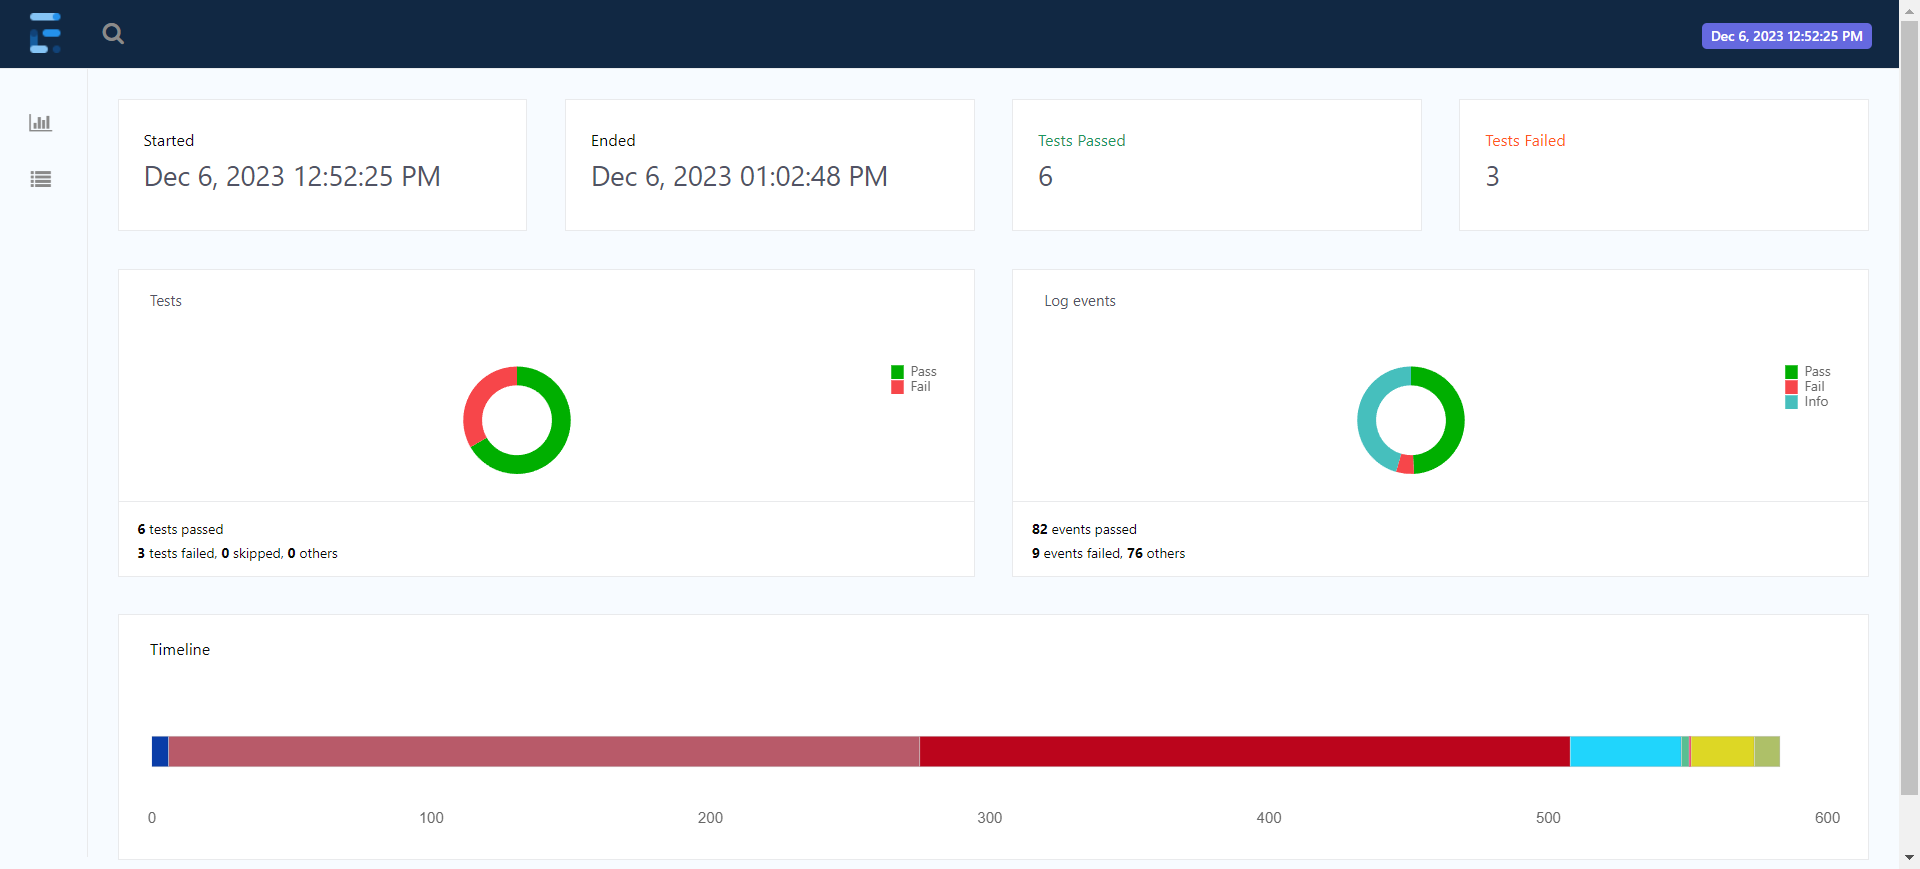 Dec 6, 2023 12:52:25 PM
Started
Dec 6, 2023 12:52:25 PM
Ended
Dec 6, 2023 01:02:48 PM
Tests Passed
6
Tests Failed
3
Tests
Pass
Fail
6 tests passed
3 tests failed, 0 skipped, 0 others
Log events
Pass
Fail
Info
82 events passed
9 events failed, 76 others
Timeline
0 100 200 300 400 500 600